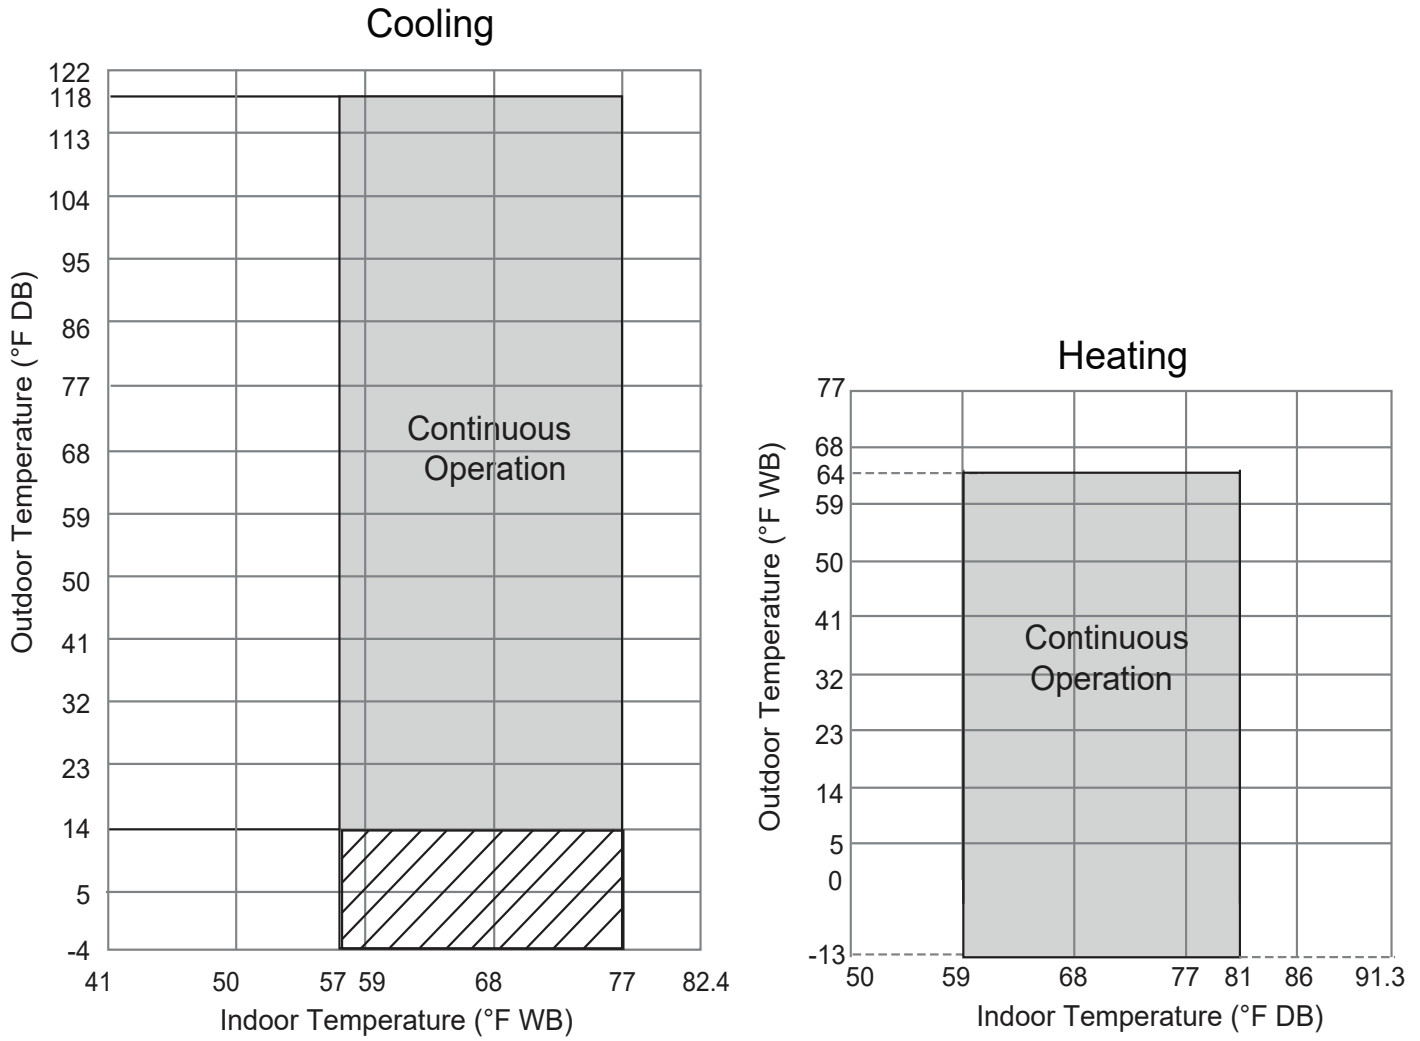 Cooling
122
118
113
104
95
86
77
68
59
50
41
32
23
14
5
-4
Outdoor Temperature (°F DB)
Continuous
Operation
41 50 57 59 68 77 82.4
Indoor Temperature (°F WB)
Heating
77
68
64
59
50
41
32
23
14
5
0
-13
Outdoor Temperature (°F WB)
Continuous
Operation
50 59 68 77 81 86 91.3
Indoor Temperature (°F DB)